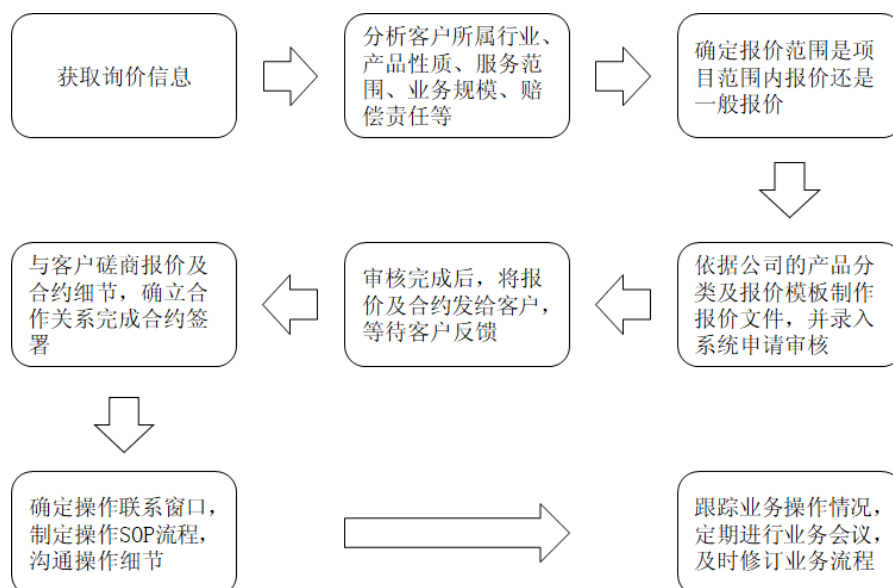 获取询价信息
分析客户所属行业、
产品性质、服务范
围、业务规模、赔
偿责任等
确定报价范围是项
目范围内报价还是
一般报价
依据公司的产品分
类及报价模板制作
报价文件，并录入
系统申请审核
审核完成后，将报
价及合约发给客户，
等待客户反馈
与客户磋商报价及
合约细节，确立合
作关系完成合约签
署
确定操作联系窗口，
制定操作SOP流程，
沟通操作细节
跟踪业务操作情况，
定期进行业务会议，
及时修订业务流程